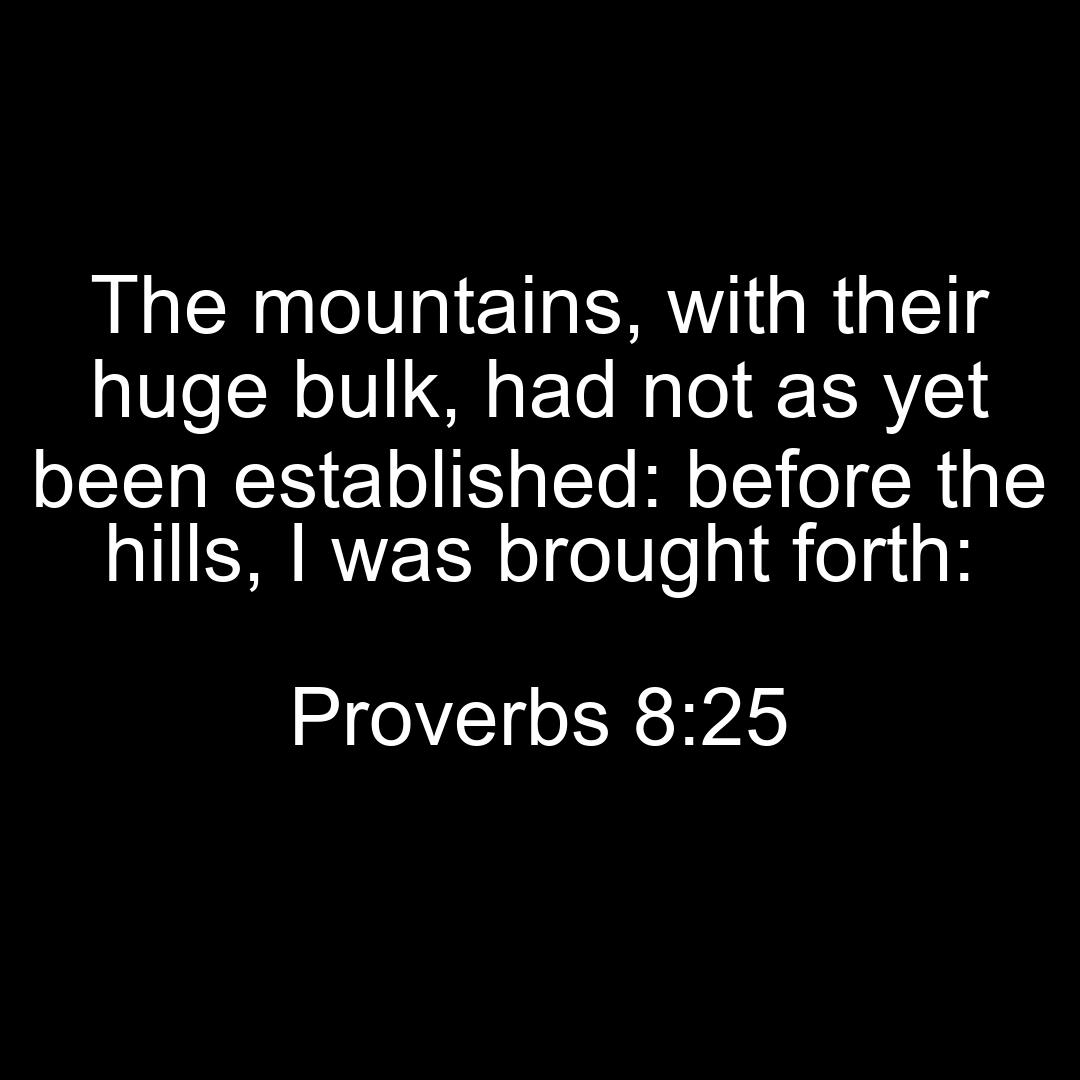 The mountains, with their
huge bulk, had not as yet
been established: before the
hills, I was brought forth:
Proverbs 8:25